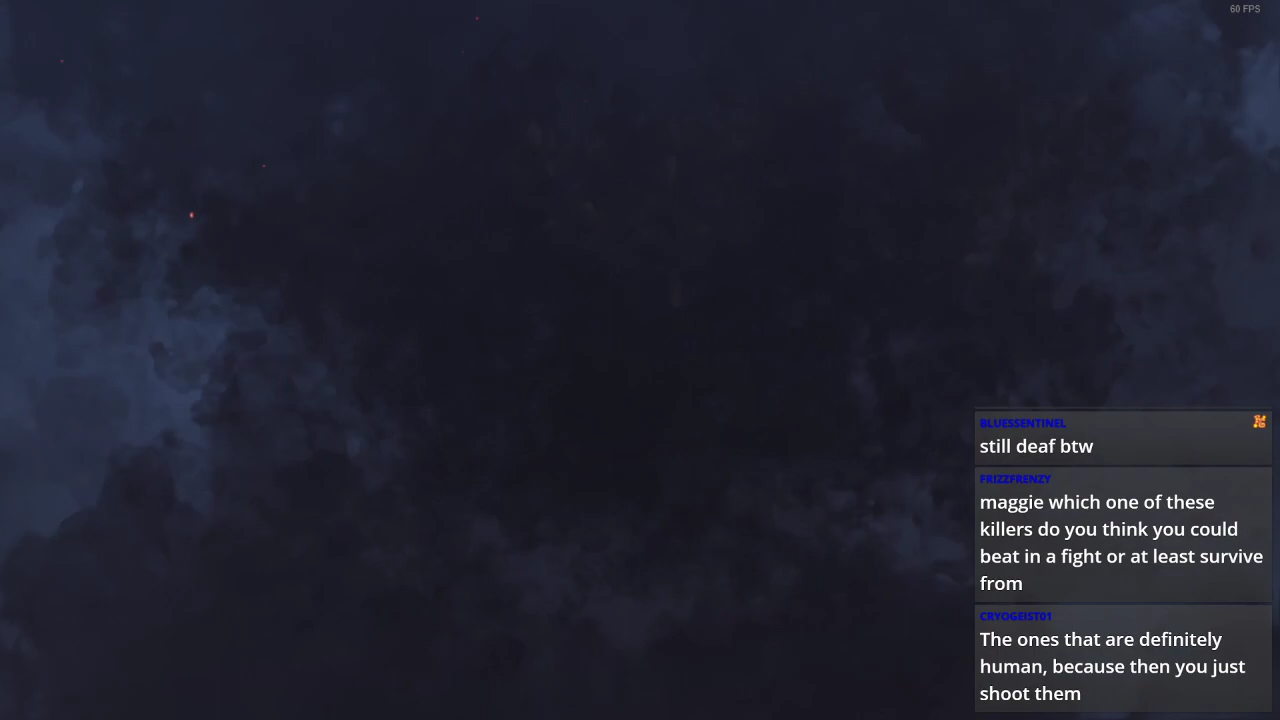 60 FPS
BLUESSENTINEL
still deaf btw
FRIZZFRENZY
maggie which one of these
killers do you think you could
beat in a fight or at least survive
from
CRYOGEIST01
The ones that are definitely
human, because then you just
shoot them